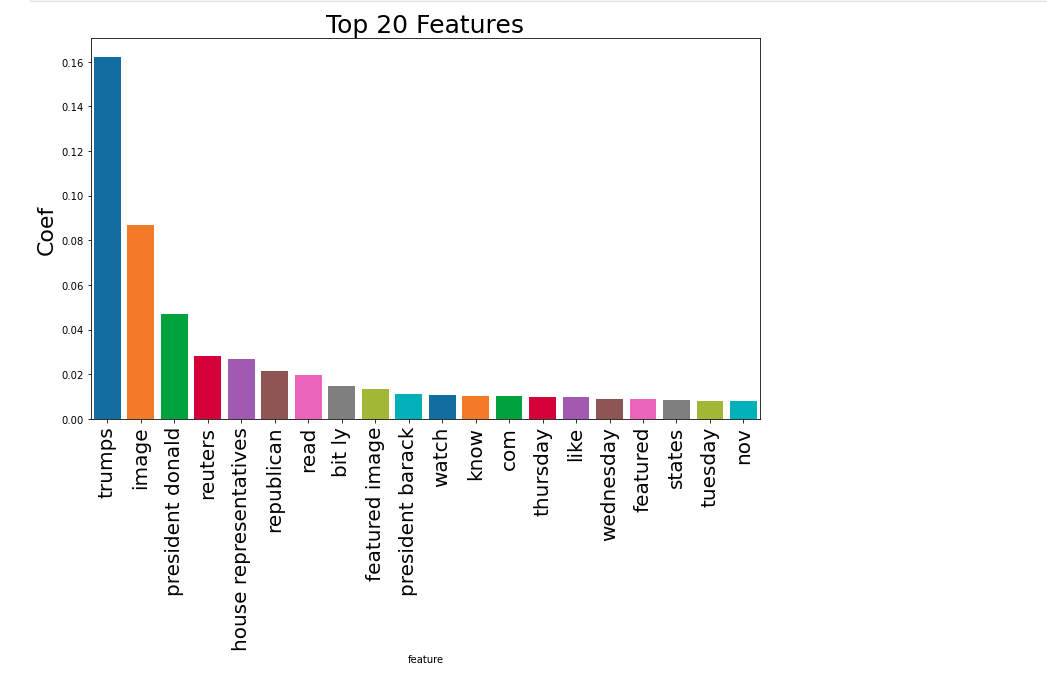 Top 20 Features
Coef
0.16
0.14
0.12
0.10
0.08
0.06
0.04
0.02
0.00
trumps
image
president donald
reuters
house representatives
republican
read
bit ly
featured image
president barack
watch
know
com
thursday
like
wednesday
featured
states
tuesday
nov
feature